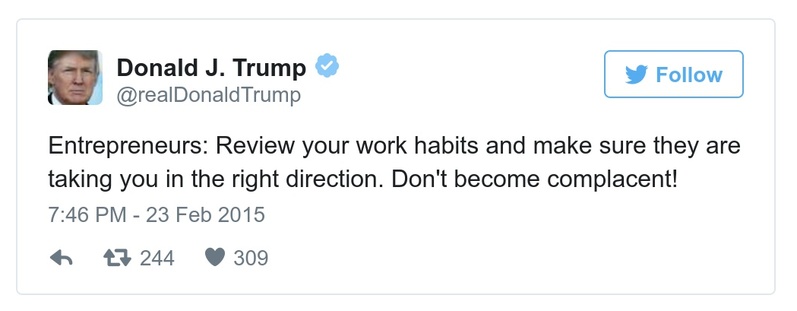 Donald J. Trump
@realDonaldTrump
Follow
Entrepreneurs: Review your work habits and make sure they are
taking you in the right direction. Don't become complacent!
7:46 PM - 23 Feb 2015
244 309